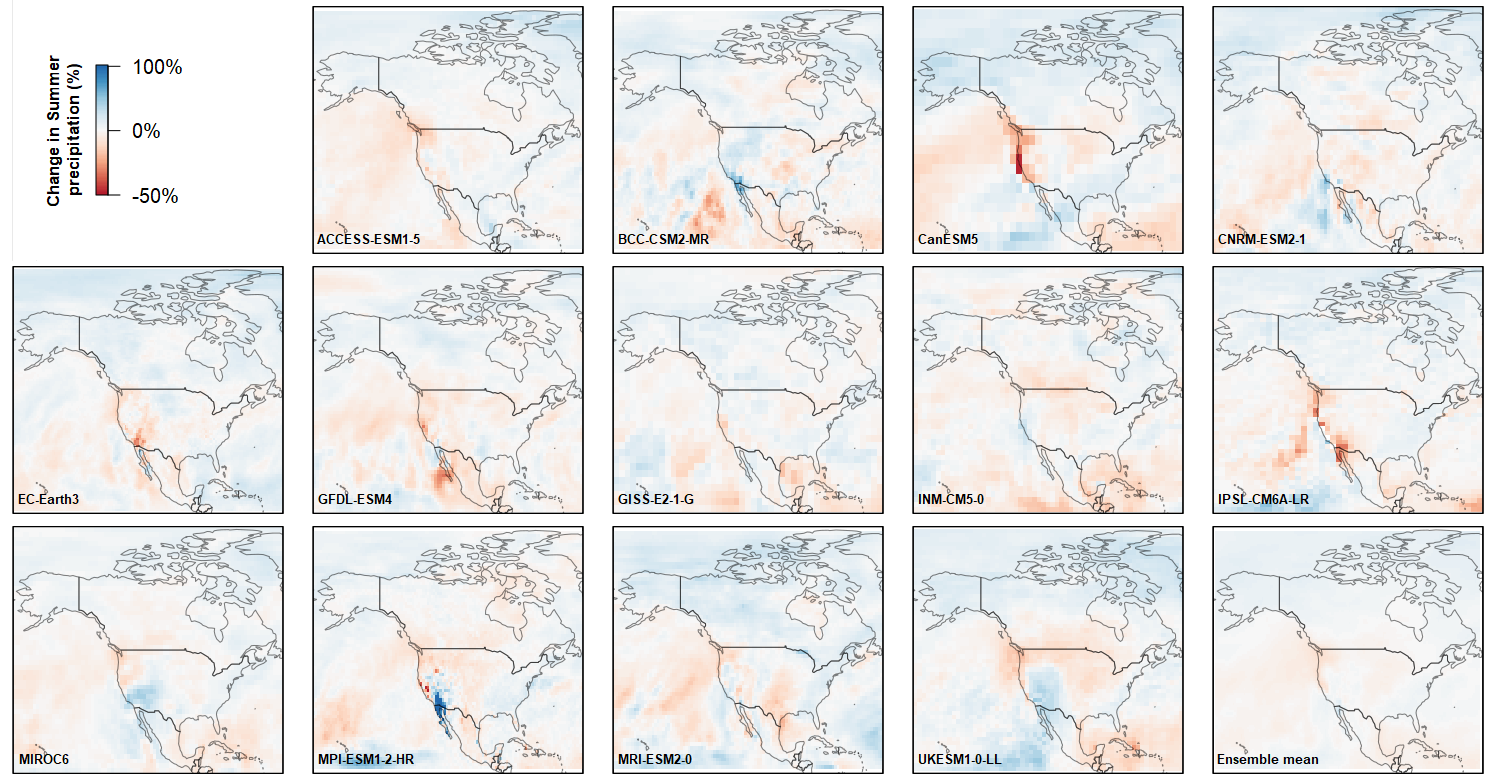 Change in Summer
precipitation (%)
100%
0%
-50%
ACCESS-ESM1-5
BCC-CSM2-MR
CanESM5
CNRM-ESM2-1
EC-Earth3
GFDL-ESM4
GISS-E2-1-G
INM-CM5-0
IPSL-CM6A-LR
MIROC6
MPI-ESM1-2-HR
MRI-ESM2-0
UKESM1-0-LL
Ensemble mean